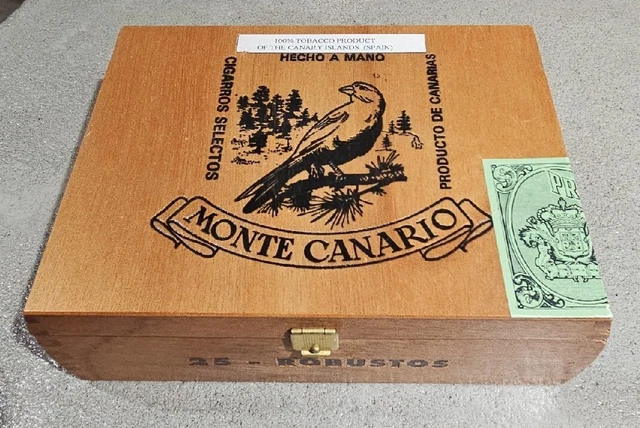 100% TOBACCO PRODUCT
OF THE CANARY ISLANDS (SPAIN)
HECHO A MANO
CIGARROS SELECTOS
PRODUCTO DE CANARIAS
MONTE CANARIO
25 - ROBUSTOS